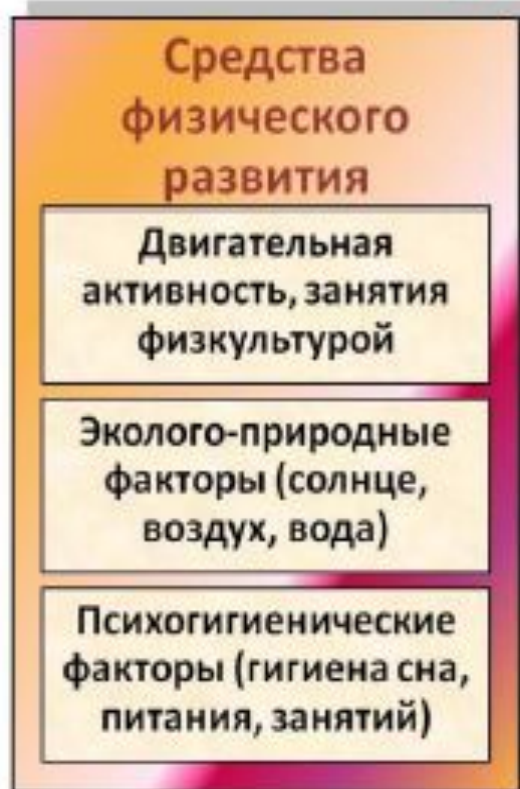 Средства
физического
развития
Двигательная
активность, занятия
физкультурой
Эколого-природные
факторы (солнце,
воздух, вода)
Психогигиенические
факторы (гигиена сна,
питания, занятий)